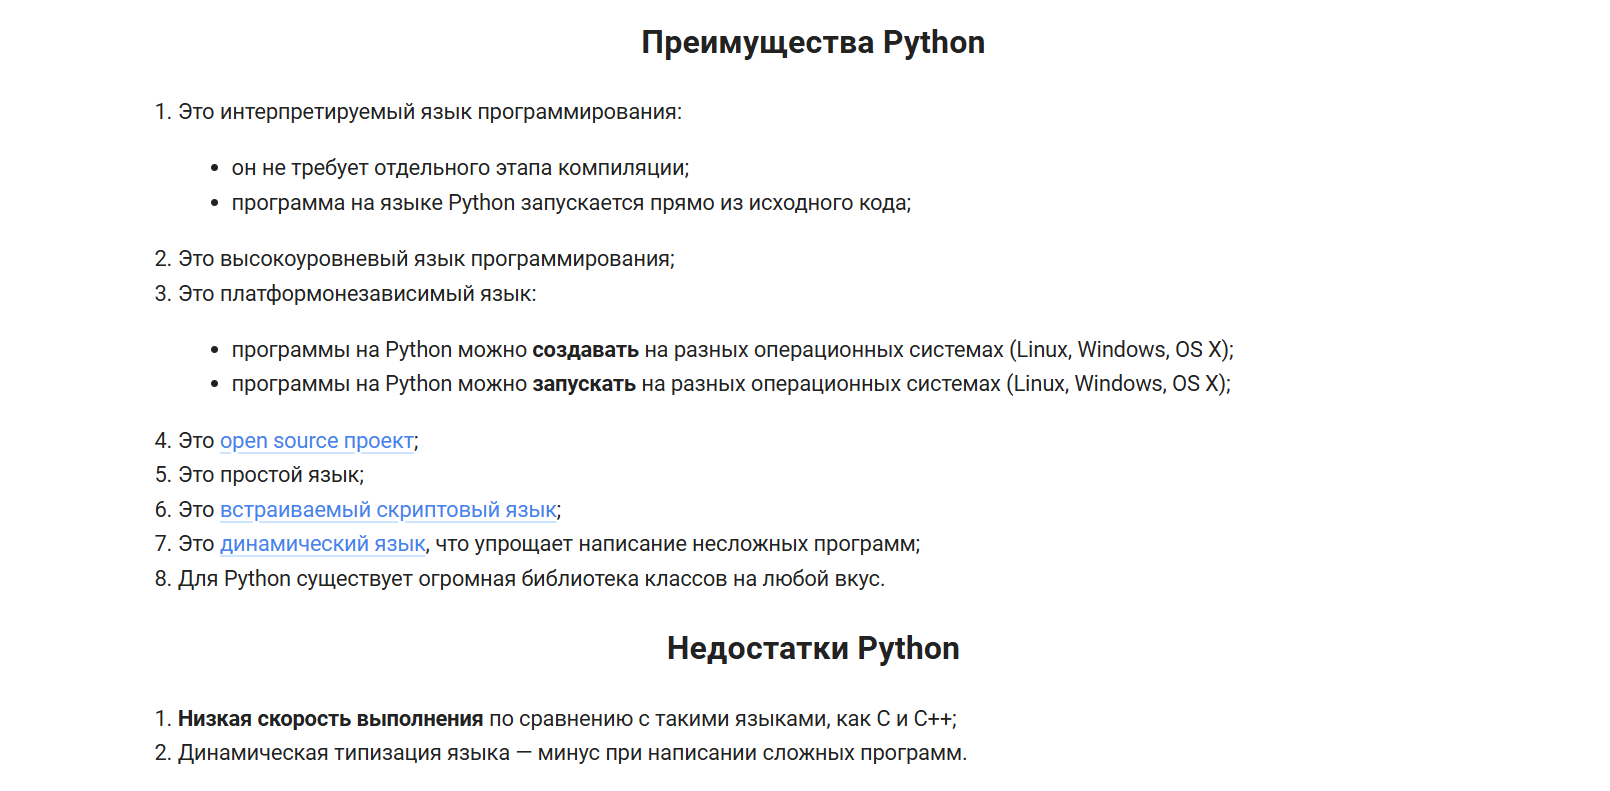 Преимущества Python
1. Это интерпретируемый язык программирования:
• он не требует отдельного этапа компиляции;
• программа на языке Python запускается прямо из исходного кода;
2. Это высокоуровневый язык программирования;
3. Это платформонезависимый язык:
• программы на Python можно создавать на разных операционных системах (Linux, Windows, OS X);
• программы на Python можно запускать на разных операционных системах (Linux, Windows, OS X);
4. Это open source проект;
5. Это простой язык;
6. Это встраиваемый скриптовый язык;
7. Это динамический язык, что упрощает написание несложных программ;
8. Для Python существует огромная библиотека классов на любой вкус.
Недостатки Python
1. Низкая скорость выполнения по сравнению с такими языками, как C и C++;
2. Динамическая типизация языка — минус при написании сложных программ.